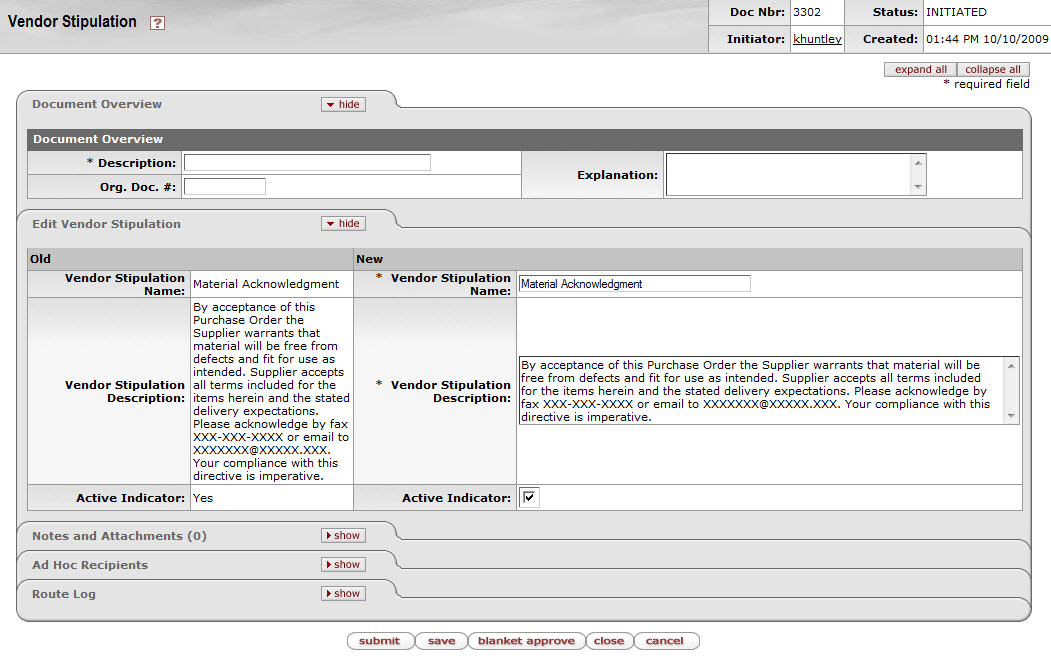 Vendor Stipulation ?
Doc Nbr: 3302 Status: INITIATED
Initiator: khuntley Created: 01:44 PM 10/10/2009
expand all collapse all
* required field
Document Overview hide
Document Overview
* Description:
Org. Doc. #:
Explanation:
Edit Vendor Stipulation hide
Old New
Vendor Stipulation
Name:
Material Acknowledgment
* Vendor Stipulation
Name:
Material Acknowledgment
Vendor Stipulation
Description:
By acceptance of this
Purchase Order the
Supplier warrants that
material will be free from
defects and fit for use as
intended. Supplier accepts
all terms included for the
items herein and the stated
delivery expectations.
Please acknowledge by fax
XXX-XXX-XXXX or email to
XXXXXXX@XXXXX.XXX.
Your compliance with this
directive is imperative.
* Vendor Stipulation
Description:
By acceptance of this Purchase Order the Supplier warrants that material will be
free from defects and fit for use as intended. Supplier accepts all terms included
for the items herein and the stated delivery expectations. Please acknowledge by
fax XXX-XXX-XXXX or email to XXXXXXX@XXXXX.XXX. Your compliance with this
directive is imperative.
Active Indicator: Yes
Active Indicator:
Notes and Attachments (0) show
Ad Hoc Recipients show
Route Log show
submit save blanket approve close cancel